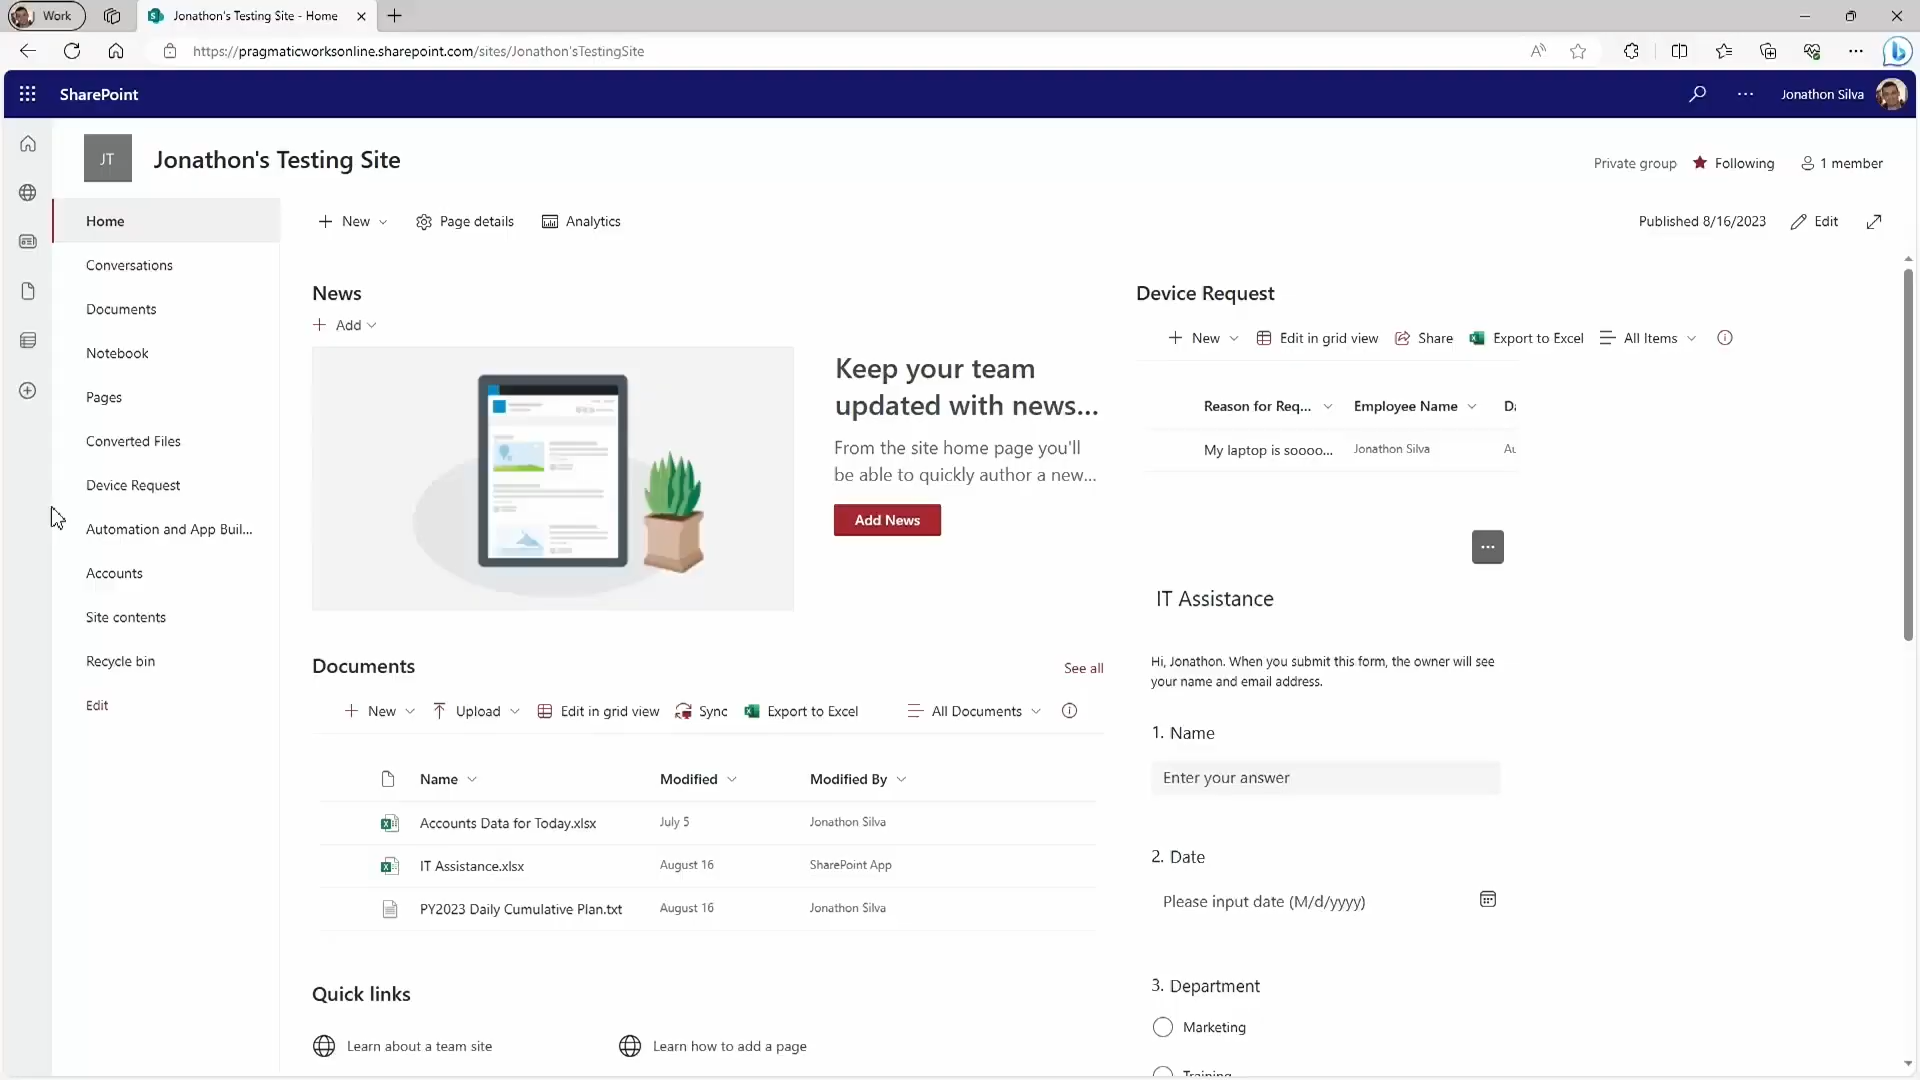 Work
Jonathon's Testing Site - Home
https://pragmaticworksonline.sharepoint.com/sites/Jonathon'sTestingSite
SharePoint
Jonathon Silva
JT
Jonathon's Testing Site
Private group
Following
1 member
Home
Conversations
Documents
Notebook
Pages
Converted Files
Device Request
Automation and App Buil...
Accounts
Site contents
Recycle bin
Edit
New
Page details
Analytics
Published 8/16/2023
Edit
News
Add
Keep your team
updated with news...
From the site home page you'll
be able to quickly author a new...
Add News
Documents
See all
New
Upload
Edit in grid view
Sync
Export to Excel
All Documents
Name Modified Modified By
Accounts Data for Today.xlsx July 5 Jonathon Silva
IT Assistance.xlsx August 16 SharePoint App
PY2023 Daily Cumulative Plan.txt August 16 Jonathon Silva
Quick links
Learn about a team site
Learn how to add a page
Device Request
New
Edit in grid view
Share
Export to Excel
All Items
Reason for Req... Employee Name
My laptop is soooo... Jonathon Silva Au
...
IT Assistance
Hi, Jonathon. When you submit this form, the owner will see
your name and email address.
1. Name
Enter your answer
2. Date
Please input date (M/d/yyyy)
3. Department
Marketing
Training